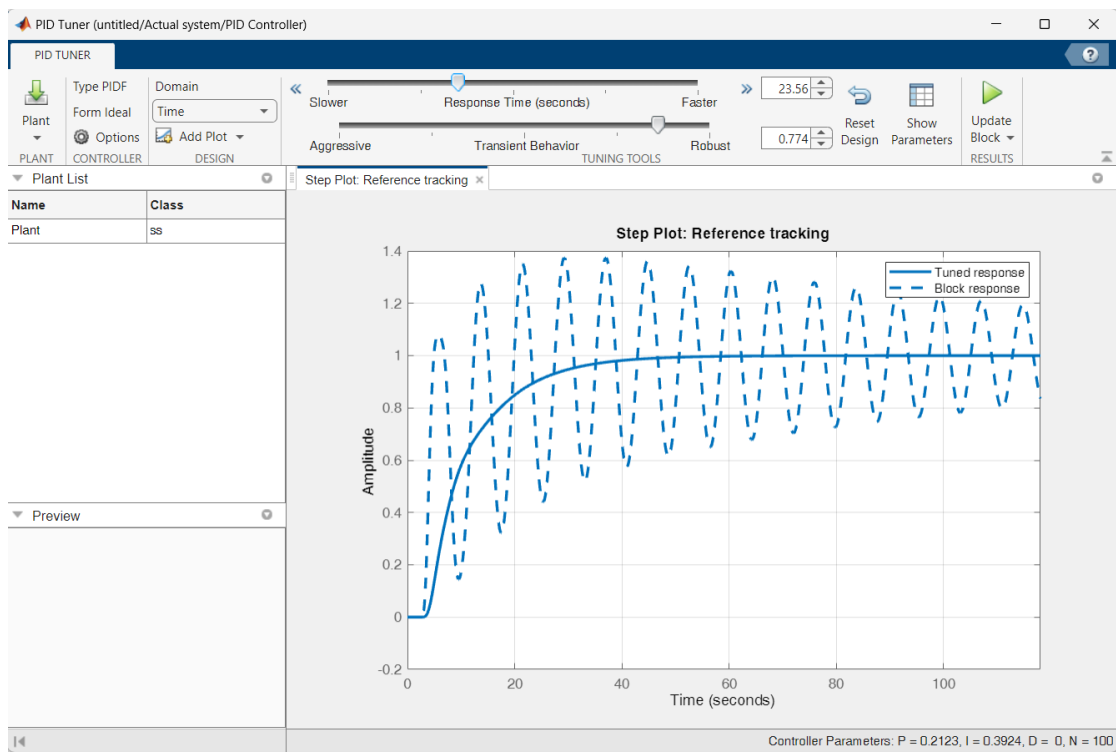 PID Tuner (untitled/Actual system/PID Controller)
PID TUNER
Plant
PLANT
Type PIDF
Form Ideal
Options
CONTROLLER
Domain
Time
Add Plot
DESIGN
Slower Response Time (seconds) Faster
23.56
Aggressive Transient Behavior Robust
0.774
TUNING TOOLS
Reset
Design
Show
Parameters
Update
Block
RESULTS
Plant List
Name Class
Plant ss
Preview
Step Plot: Reference tracking
Step Plot: Reference tracking
Tuned response
Block response
Amplitude
1.4
1.2
1
0.8
0.6
0.4
0.2
0
-0.2
0 20 40 60 80 100
Time (seconds)
Controller Parameters: P = 0.2123, I = 0.3924, D = 0, N = 100